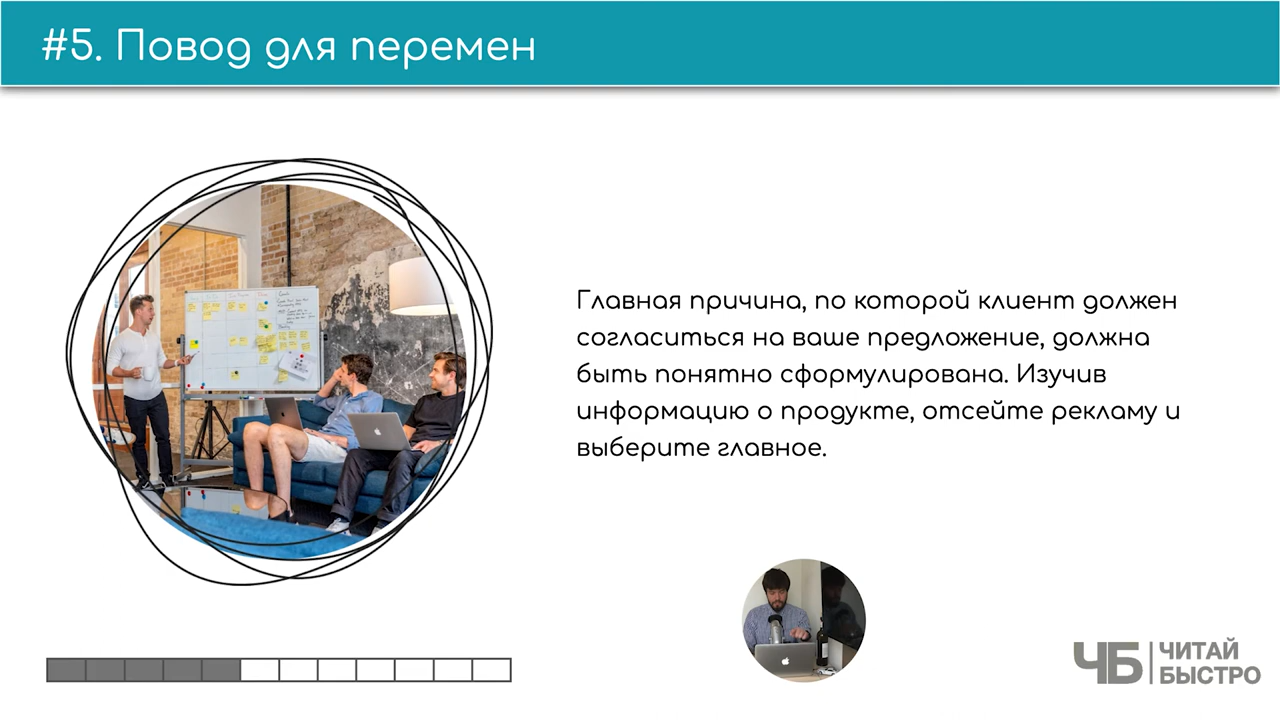 #5. Повод для перемен
Главная причина, по которой клиент должен
согласиться на ваше предложение, должна
быть понятно сформулирована. Изучив
информацию о продукте, отсейте рекламу и
выберите главное.
ЧБ ЧИТАЙ
БЫСТРО